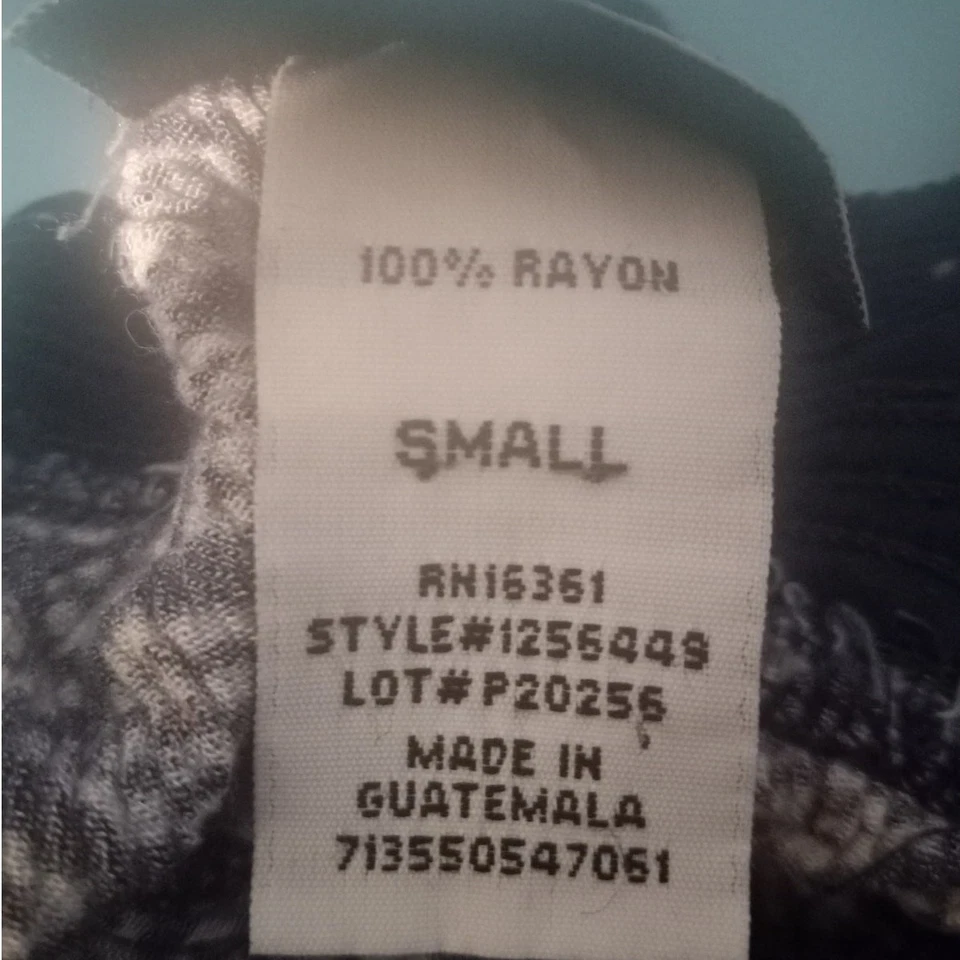 100% RAYON
SMALL
RN16361
STYLE#1256449
LOT#P20256
MADE IN
GUATEMALA
713550547061